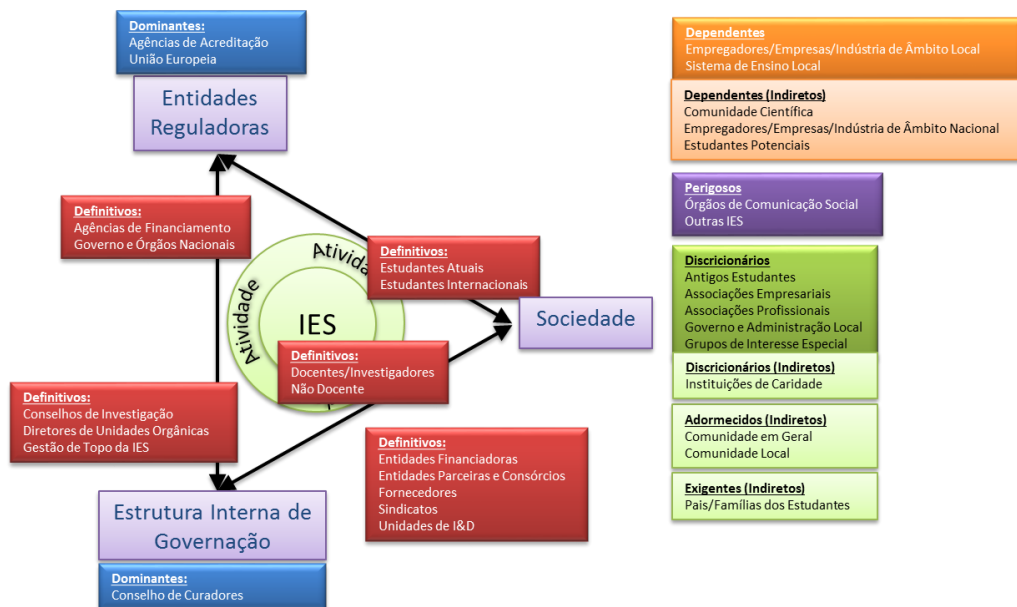 Dominantes:
Agências de Acreditação
União Europeia
Entidades
Reguladoras
Definitivos:
Agências de Financiamento
Governo e Órgãos Nacionais
Atividade
Atividade
IES
Definitivos:
Estudantes Atuais
Estudantes Internacionais
Sociedade
Definitivos:
Docentes/Investigadores
Não Docente
Definitivos:
Conselhos de Investigação
Diretores de Unidades Orgânicas
Gestão de Topo da IES
Definitivos:
Entidades Financiadoras
Entidades Parceiras e Consórcios
Fornecedores
Sindicatos
Unidades de I&D
Estrutura Interna de
Governação
Dominantes:
Conselho de Curadores
Dependentes
Empregadores/Empresas/Indústria de Âmbito Local
Sistema de Ensino Local
Dependentes (Indiretos)
Comunidade Científica
Empregadores/Empresas/Indústria de Âmbito Nacional
Estudantes Potenciais
Perigosos
Órgãos de Comunicação Social
Outras IES
Discricionários
Antigos Estudantes
Associações Empresariais
Associações Profissionais
Governo e Administração Local
Grupos de Interesse Especial
Discricionários (Indiretos)
Instituições de Caridade
Adormecidos (Indiretos)
Comunidade em Geral
Comunidade Local
Exigentes (Indiretos)
Pais/Famílias dos Estudantes